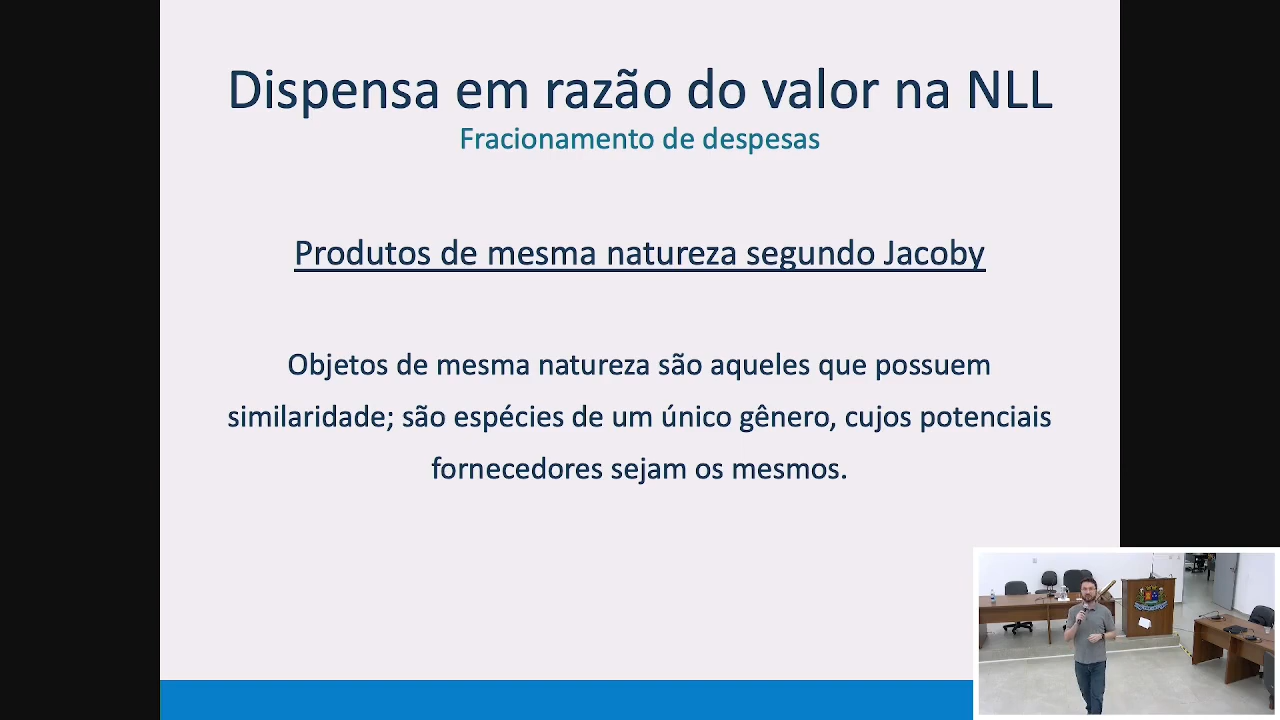 Dispensa em razão do valor na NLL
Fracionamento de despesas
Produtos de mesma natureza segundo Jacoby
Objetos de mesma natureza são aqueles que possuem
similaridade; são espécies de um único gênero, cujos potenciais
fornecedores sejam os mesmos.